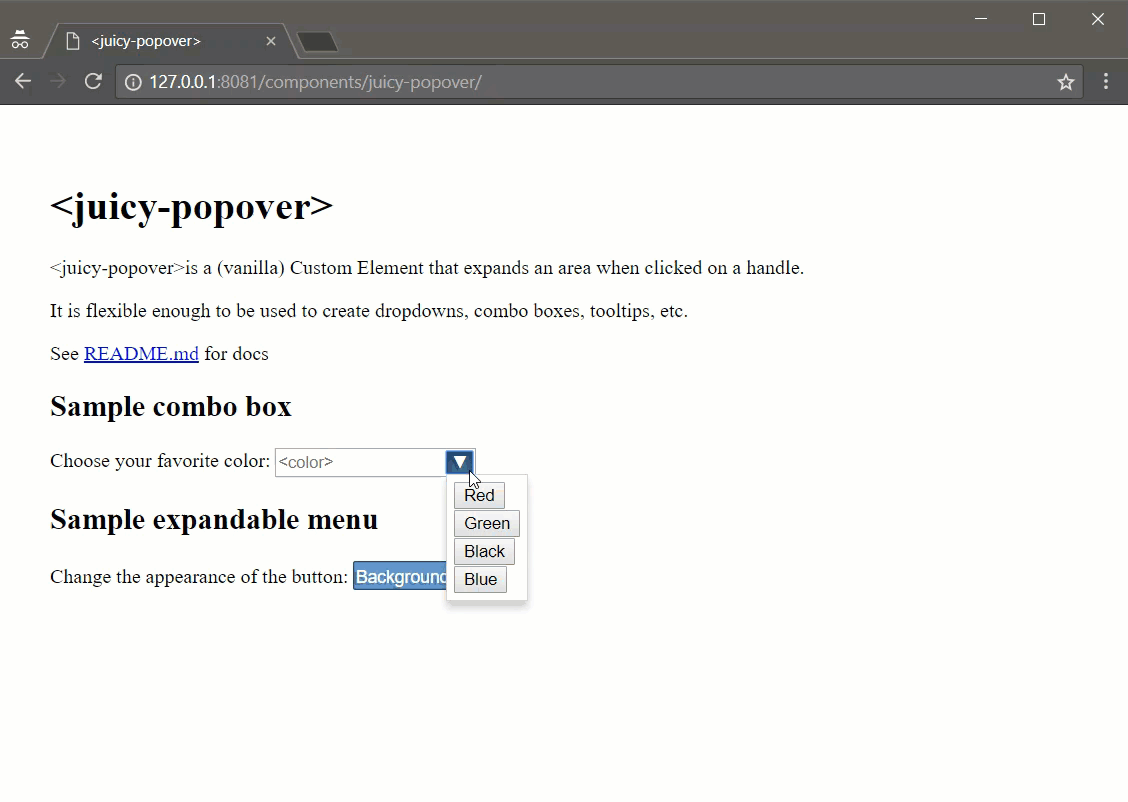 <juicy-popover>
127.0.0.1:8081/components/juicy-popover/
<juicy-popover>
<juicy-popover>is a (vanilla) Custom Element that expands an area when clicked on a handle.
It is flexible enough to be used to create dropdowns, combo boxes, tooltips, etc.
See README.md for docs
Sample combo box
Choose your favorite color: <color> ▼
Red
Sample expandable menu
Green
Black
Change the appearance of the button: Background
Blue